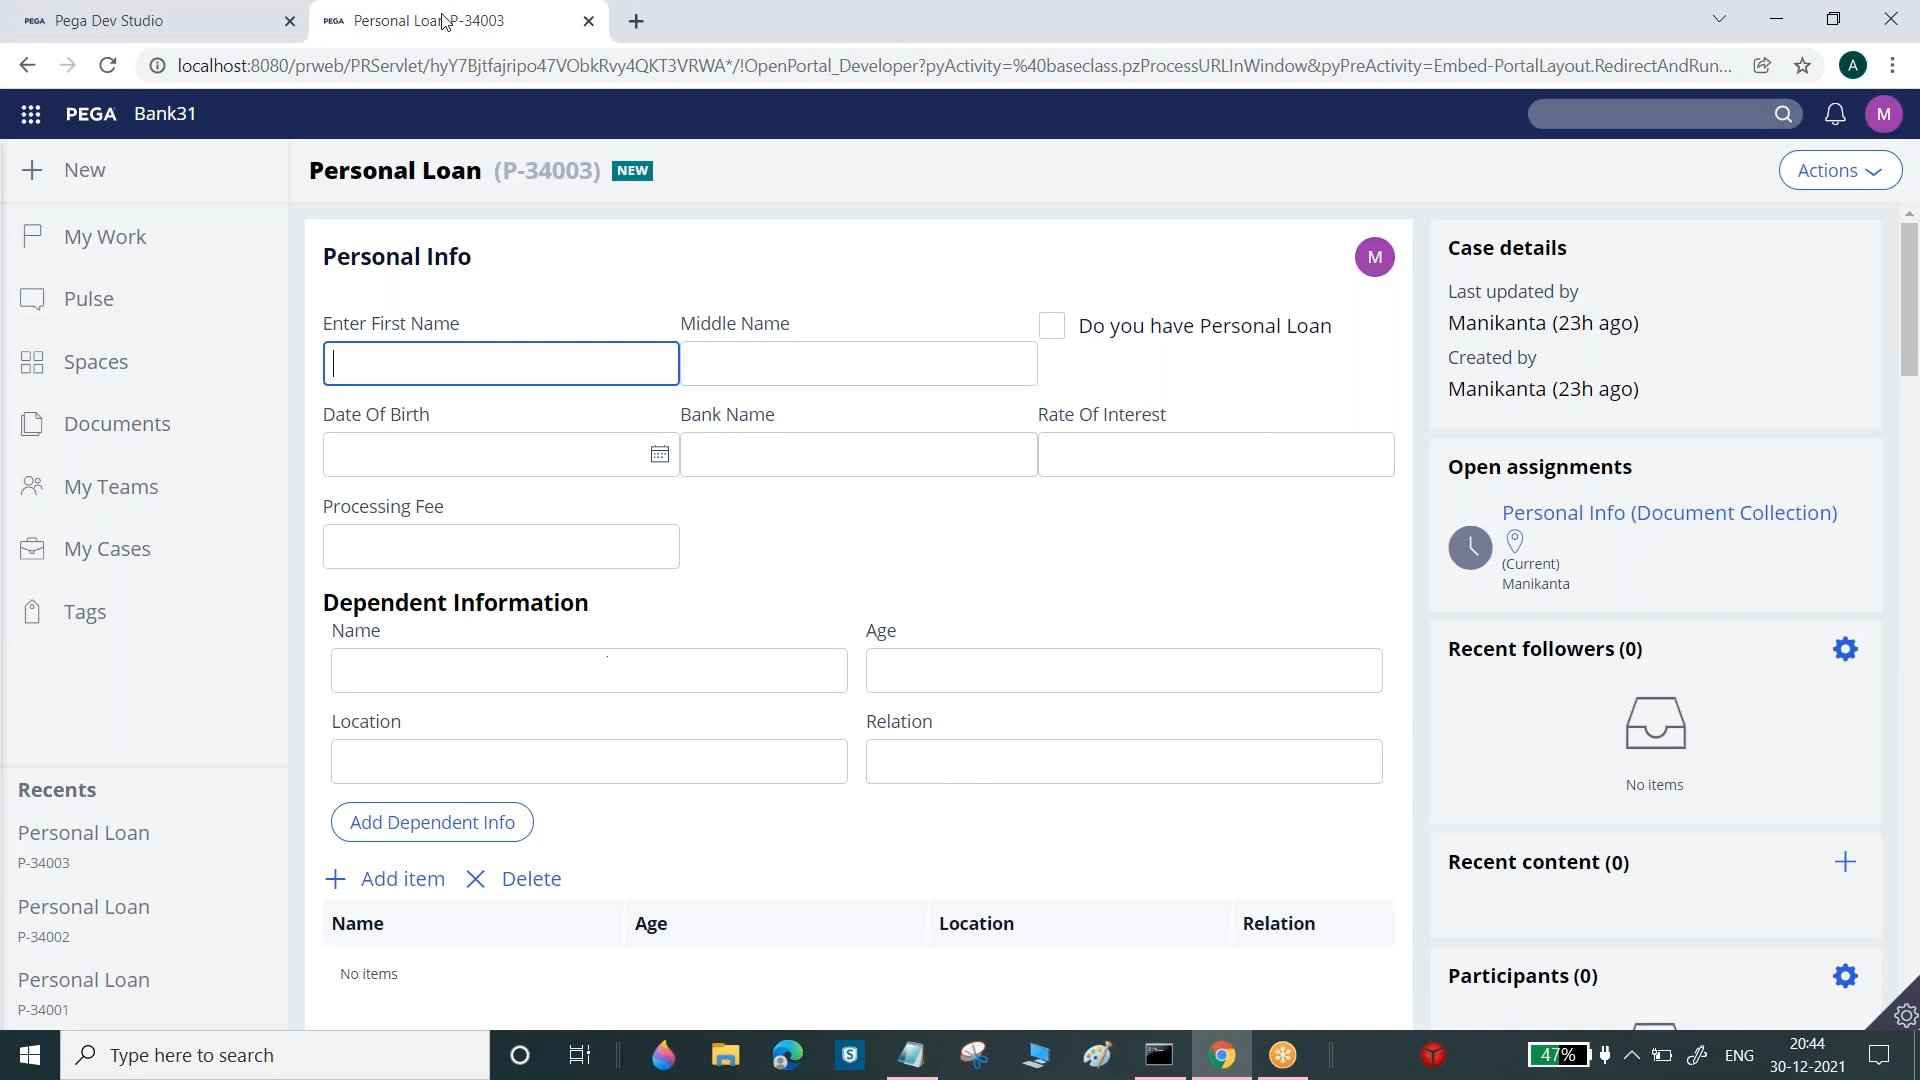 PEGA Pega Dev Studio
PEGA Personal Loan P-34003
localhost:8080/prweb/PRServlet/hyY7Bjtfajripo47VObkRvy4QKT3VRWA*/!OpenPortal_Developer?pyActivity=%40baseclass.pzProcessURLInWindow&pyPreActivity=Embed-PortalLayout.RedirectAndRun...
A
PEGA Bank31
M
New
Personal Loan (P-34003) NEW
Actions
My Work
Pulse
Spaces
Documents
My Teams
My Cases
Tags
Recents
Personal Loan
P-34003
Personal Loan
P-34002
Personal Loan
P-34001
Personal Info
M
Enter First Name
Middle Name
Do you have Personal Loan
Date Of Birth
Bank Name
Rate Of Interest
Processing Fee
Dependent Information
Name
Age
Location
Relation
Add Dependent Info
Add item
Delete
Name Age Location Relation
No items
Case details
Last updated by
Manikanta (23h ago)
Created by
Manikanta (23h ago)
Open assignments
Personal Info (Document Collection)
(Current)
Manikanta
Recent followers (0)
No items
Recent content (0)
Participants (0)
Type here to search
S
47%
ENG
20:44
30-12-2021